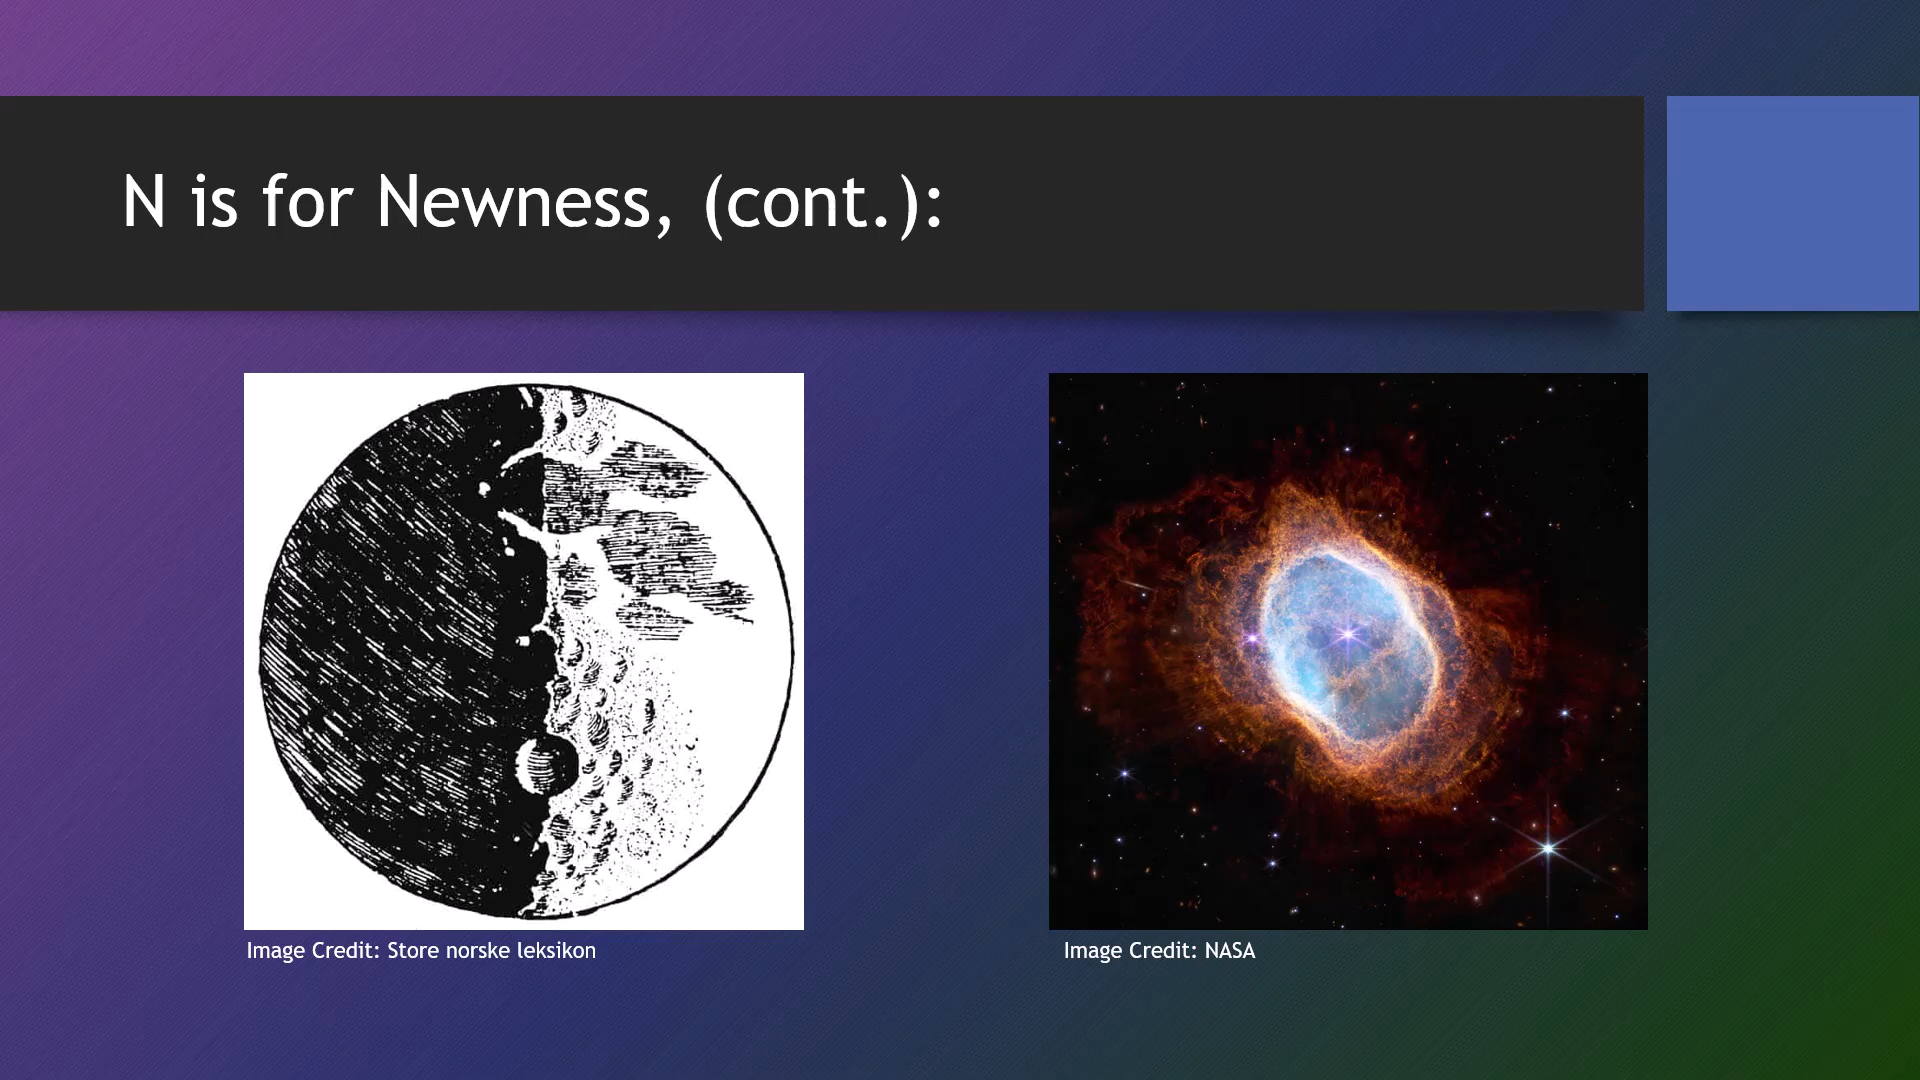 N is for Newness, (cont.):
Image Credit: Store norske leksikon
Image Credit: NASA